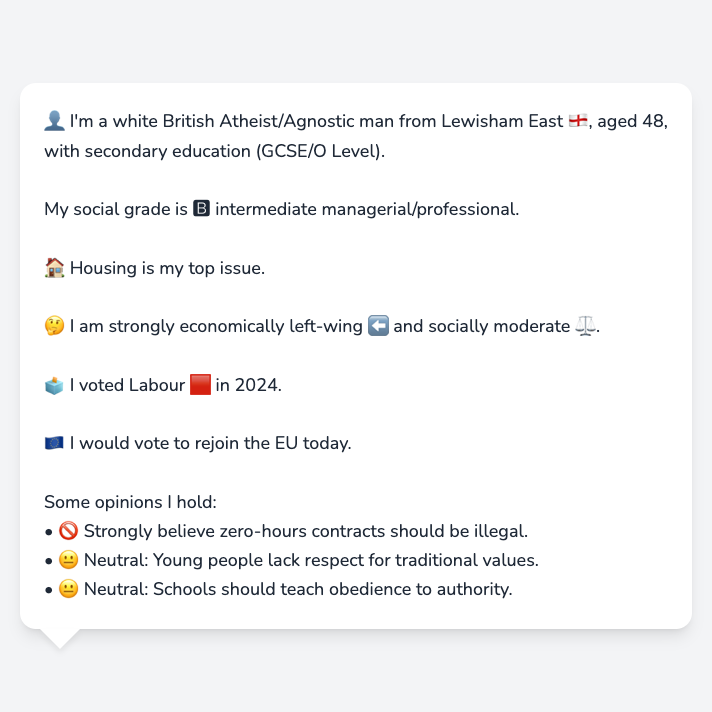 👤 I'm a white British Atheist/Agnostic man from Lewisham East 🏴󠁧󠁢󠁥󠁮󠁧󠁿, aged 48,
with secondary education (GCSE/O Level).
My social grade is 🅱 intermediate managerial/professional.
🏠 Housing is my top issue.
🤔 I am strongly economically left-wing ⬅️ and socially moderate ⚖️.
🗳️ I voted Labour 🟥 in 2024.
🇪🇺 I would vote to rejoin the EU today.
Some opinions I hold:
• 🚫 Strongly believe zero-hours contracts should be illegal.
• 😐 Neutral: Young people lack respect for traditional values.
• 😐 Neutral: Schools should teach obedience to authority.